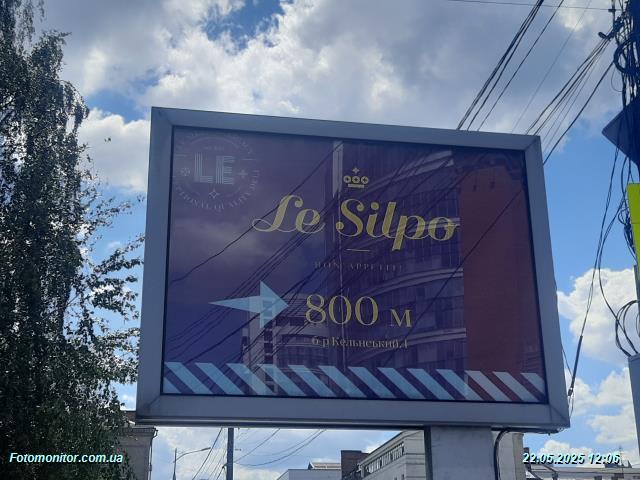 LE
Le Silpo
BON APPETIT!
800 м
б-р Кельнський,1
Fotomonitor.com.ua
22.05.2025 12:06